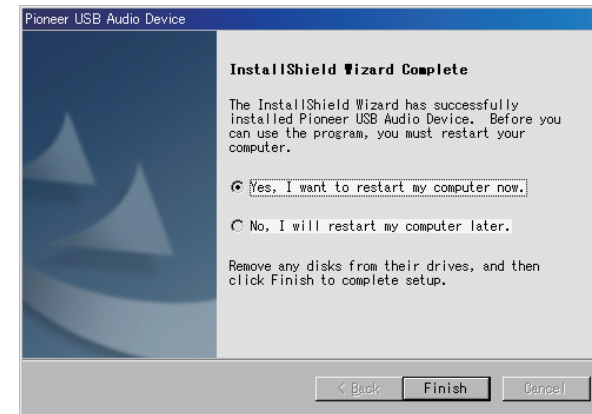 Pioneer USB Audio Device
InstallShield Wizard Complete
The InstallShield Wizard has successfully
installed Pioneer USB Audio Device.  Before you
can use the program, you must restart your
computer.
Yes, I want to restart my computer now.
No, I will restart my computer later.
Remove any disks from their drives, and then
click Finish to complete setup.
< Back
Finish
Cancel